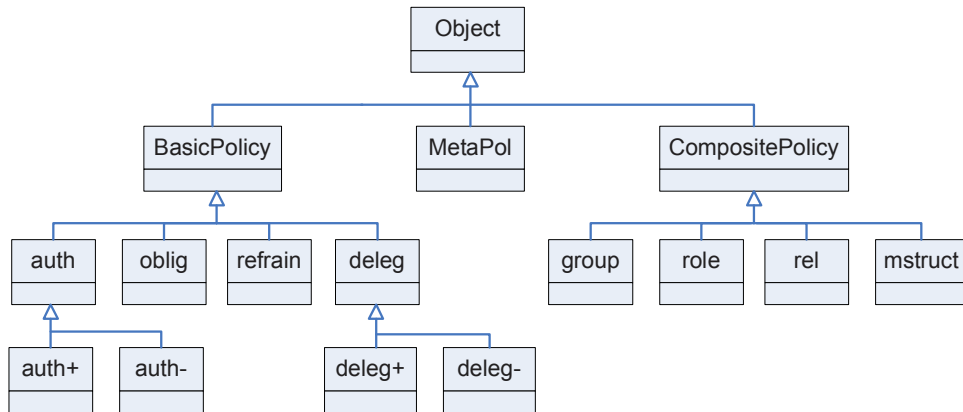 Object
BasicPolicy
MetaPol
CompositePolicy
auth
oblig
refrain
deleg
group
role
rel
mstruct
auth+
auth-
deleg+
deleg-